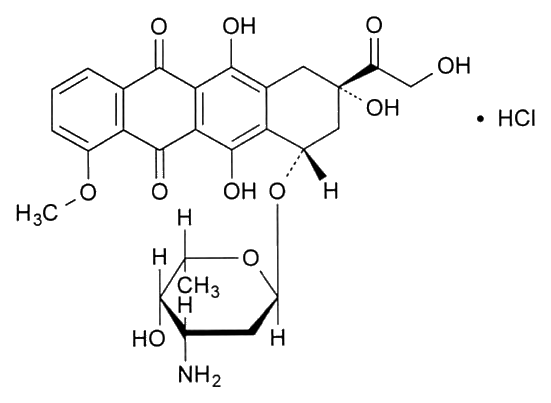 O OH O
OH
OH
• HCl
O O OH O H
H₃C
H
H O
CH₃
H
HO H
NH₂